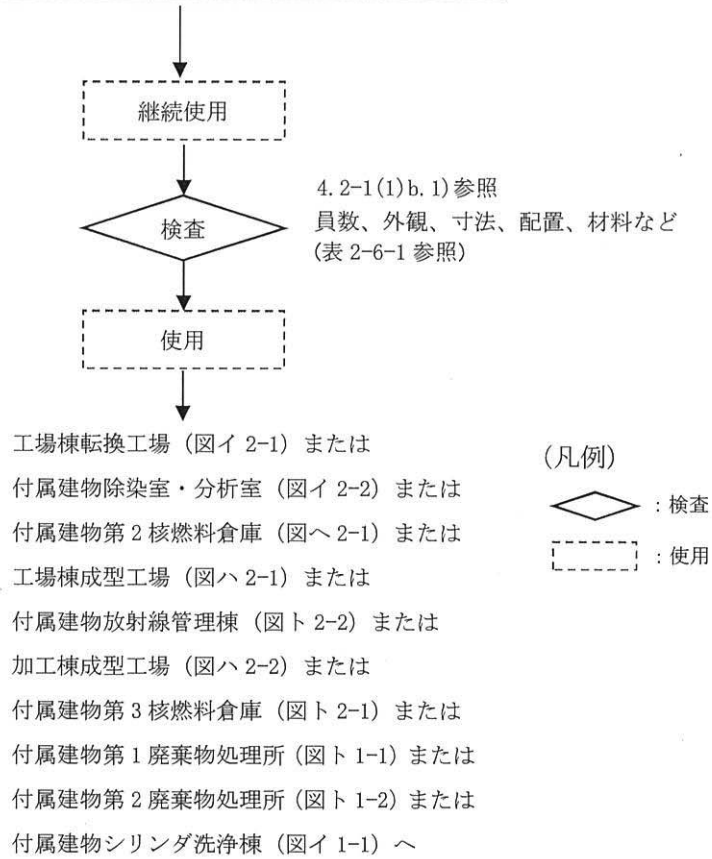 継続使用
検査
4.2-1(1)b.1)参照
員数、外観、寸法、配置、材料など
(表 2-6-1 参照)
使用
工場棟転換工場（図イ 2-1）または
付属建物除染室・分析室（図イ 2-2）または
付属建物第 2 核燃料倉庫（図ヘ 2-1）または
工場棟成型工場（図ハ 2-1）または
付属建物放射線管理棟（図ト 2-2）または
加工棟成型工場（図ハ 2-2）または
付属建物第 3 核燃料倉庫（図ト 2-1）または
付属建物第 1 廃棄物処理所（図ト 1-1）または
付属建物第 2 廃棄物処理所（図ト 1-2）または
付属建物シリンダ洗浄棟（図イ 1-1）へ
(凡例)
：検査
：使用